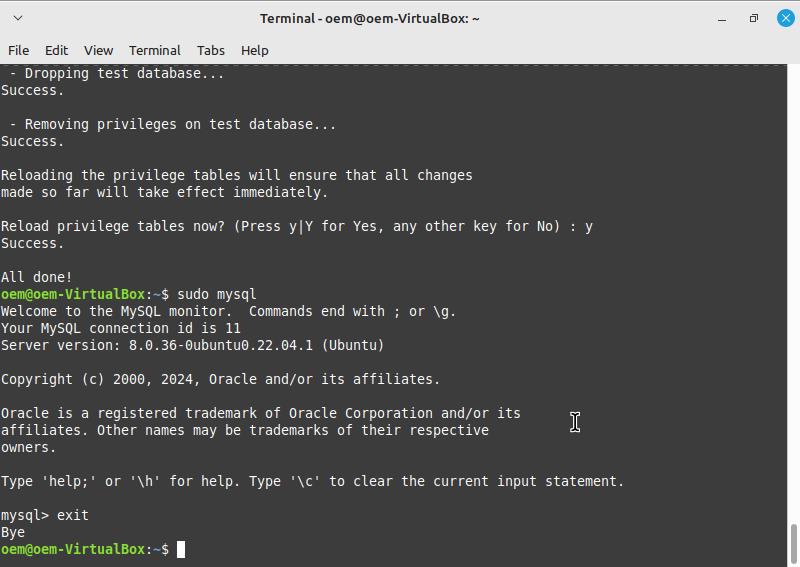 Terminal - oem@oem-VirtualBox: ~
File Edit View Terminal Tabs Help
- Dropping test database...
Success.
- Removing privileges on test database...
Success.
Reloading the privilege tables will ensure that all changes
made so far will take effect immediately.
Reload privilege tables now? (Press y|Y for Yes, any other key for No) : y
Success.
All done!
oem@oem-VirtualBox:~$ sudo mysql
Welcome to the MySQL monitor.  Commands end with ; or \g.
Your MySQL connection id is 11
Server version: 8.0.36-0ubuntu0.22.04.1 (Ubuntu)
Copyright (c) 2000, 2024, Oracle and/or its affiliates.
Oracle is a registered trademark of Oracle Corporation and/or its
affiliates. Other names may be trademarks of their respective
owners.
Type 'help;' or '\h' for help. Type '\c' to clear the current input statement.
mysql> exit
Bye
oem@oem-VirtualBox:~$